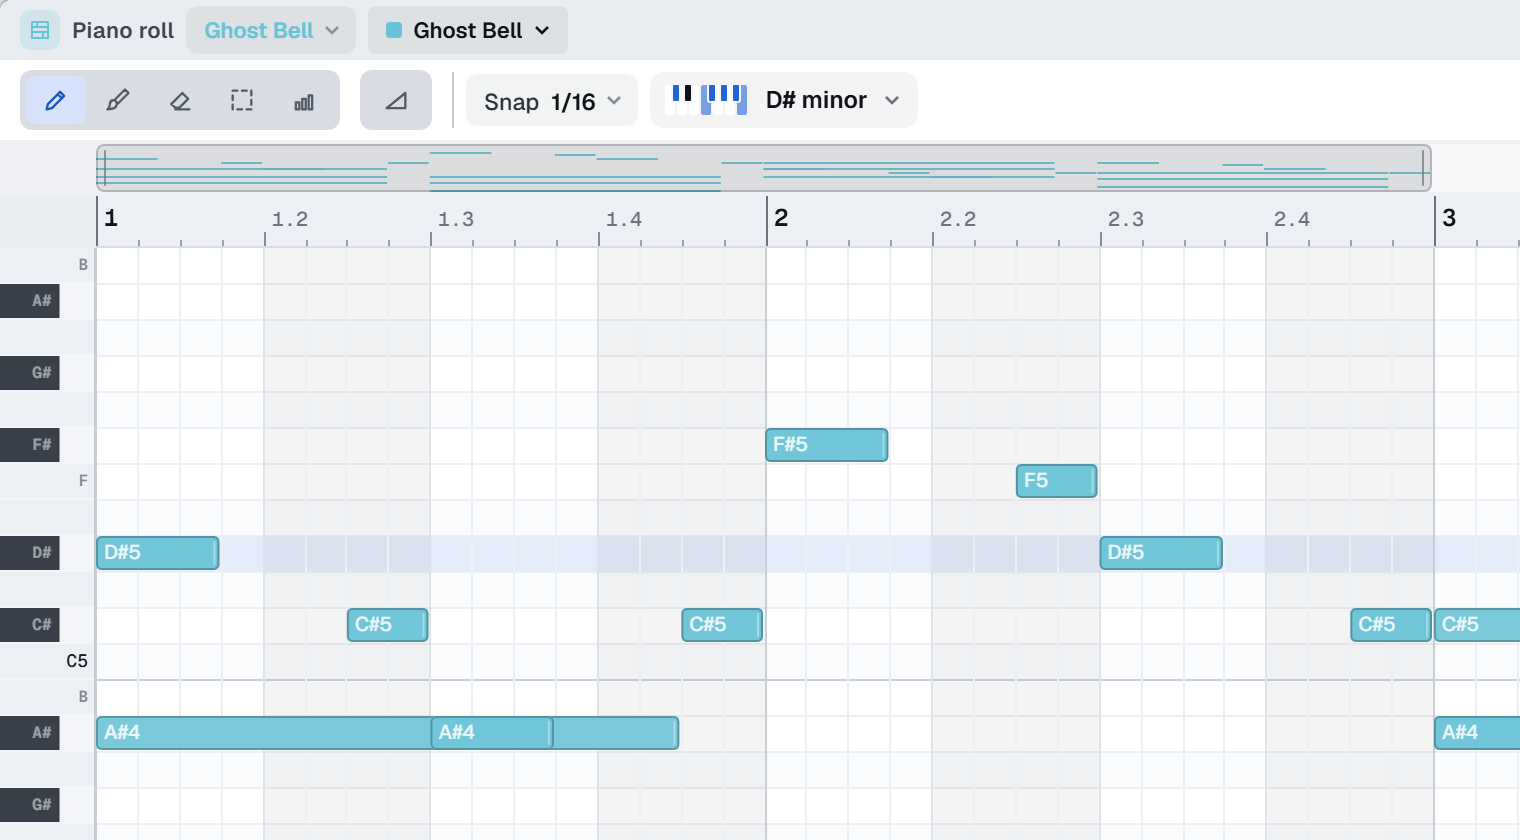 Piano roll Ghost Bell Ghost Bell
Snap 1/16 D# minor
1 1.2 1.3 1.4 2 2.2 2.3 2.4 3
B
A#
G#
F# F#5
F F5
D# D#5 D#5
C# C#5 C#5 C#5 C#5
C5
B
A# A#4 A#4 A#4
G#